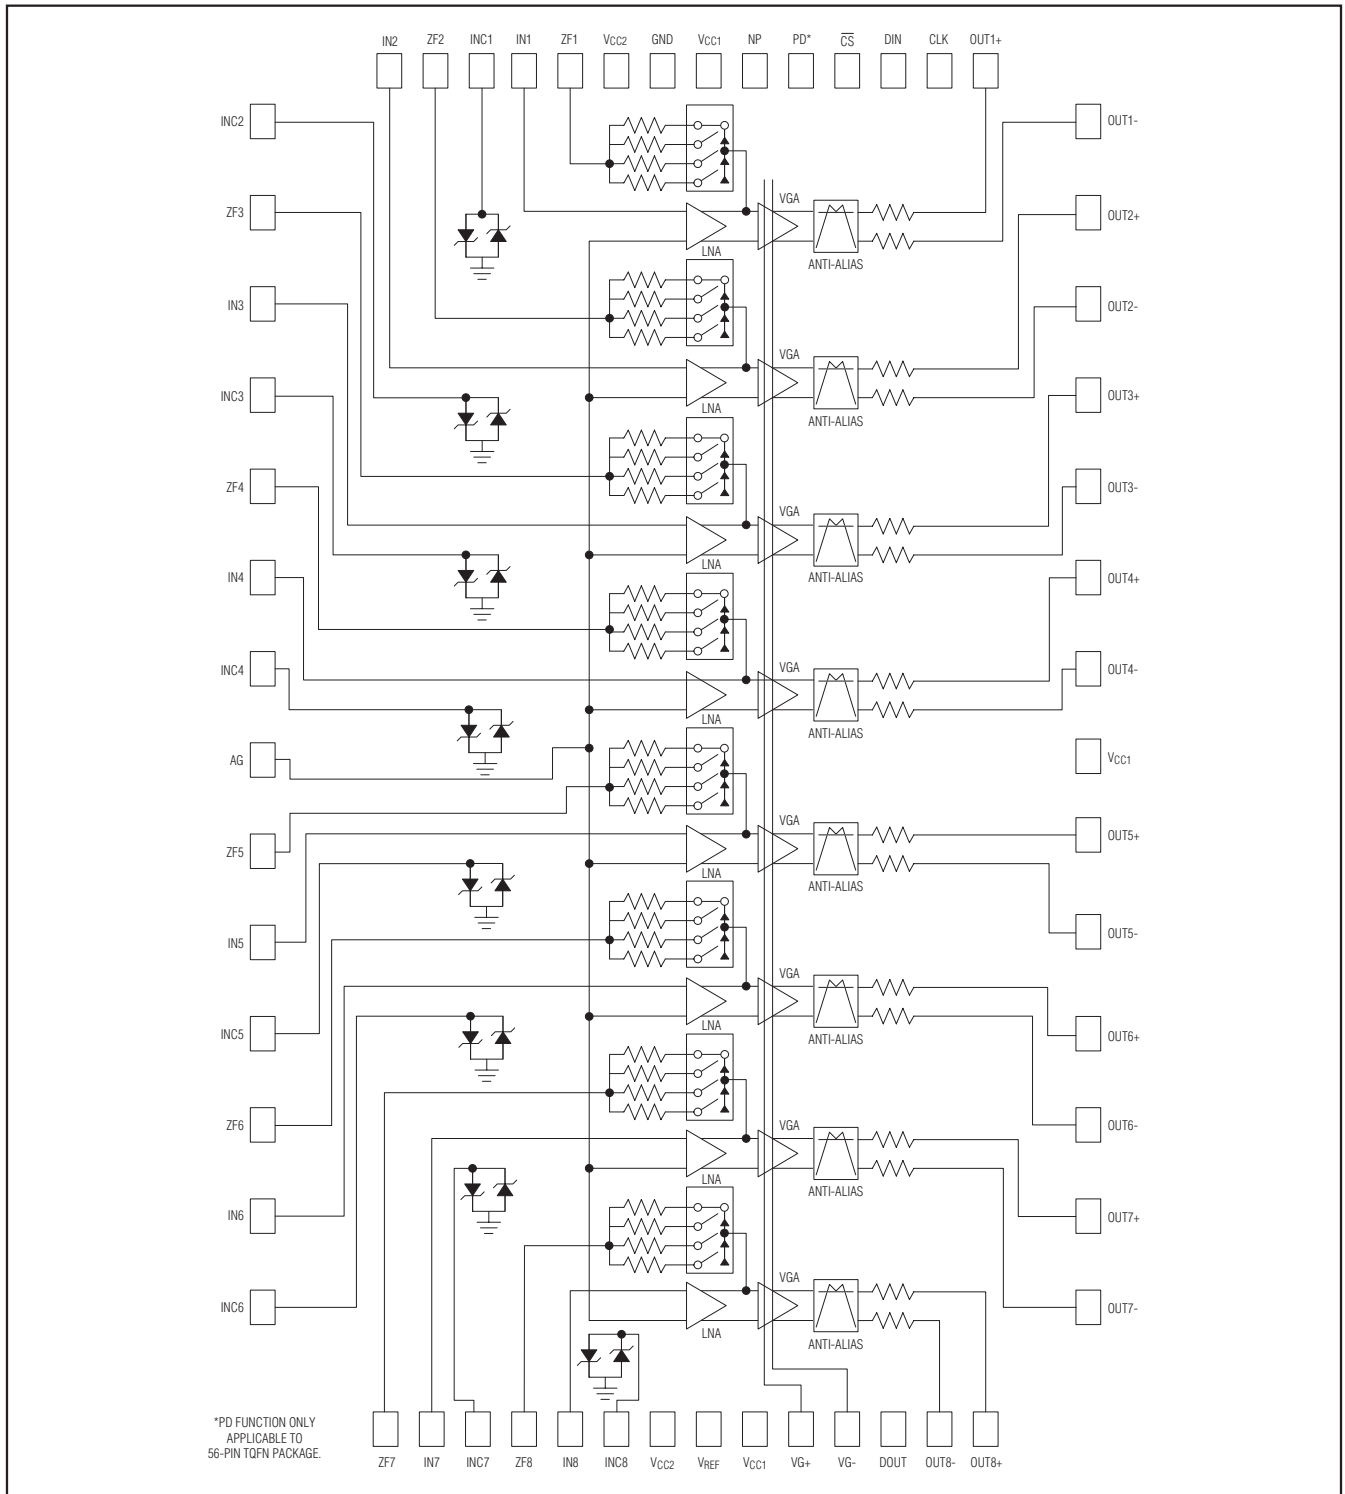 IN2 ZF2 INC1 IN1 ZF1 VCC2 GND VCC1 NP PD* CS DIN CLK OUT1+
INC2 OUT1-
VGA
ZF3 OUT2+
LNA ANTI-ALIAS
IN3 OUT2-
VGA
INC3 OUT3+
LNA ANTI-ALIAS
ZF4 OUT3-
VGA
LNA ANTI-ALIAS
IN4 OUT4+
INC4 VGA OUT4-
LNA ANTI-ALIAS
AG VCC1
VGA
OUT5+
ZF5
LNA ANTI-ALIAS
IN5 OUT5-
VGA
INC5 LNA ANTI-ALIAS OUT6+
ZF6 VGA OUT6-
LNA ANTI-ALIAS
IN6 OUT7+
VGA
INC6 OUT7-
LNA ANTI-ALIAS
*PD FUNCTION ONLY
APPLICABLE TO
56-PIN TQFN PACKAGE.
ZF7 IN7 INC7 ZF8 IN8 INC8 VCC2 VREF VCC1 VG+ VG- DOUT OUT8- OUT8+